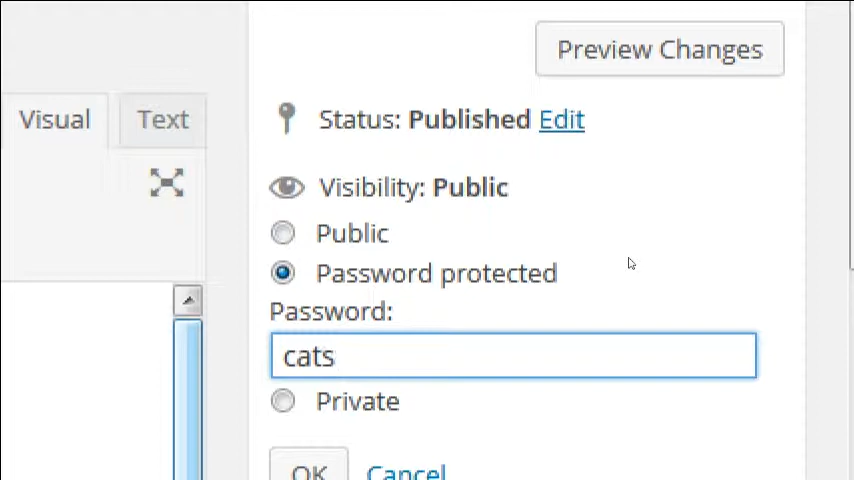 Preview Changes
Visual Text
Status: Published Edit
Visibility: Public
Public
Password protected
Password:
cats
Private
OK Cancel